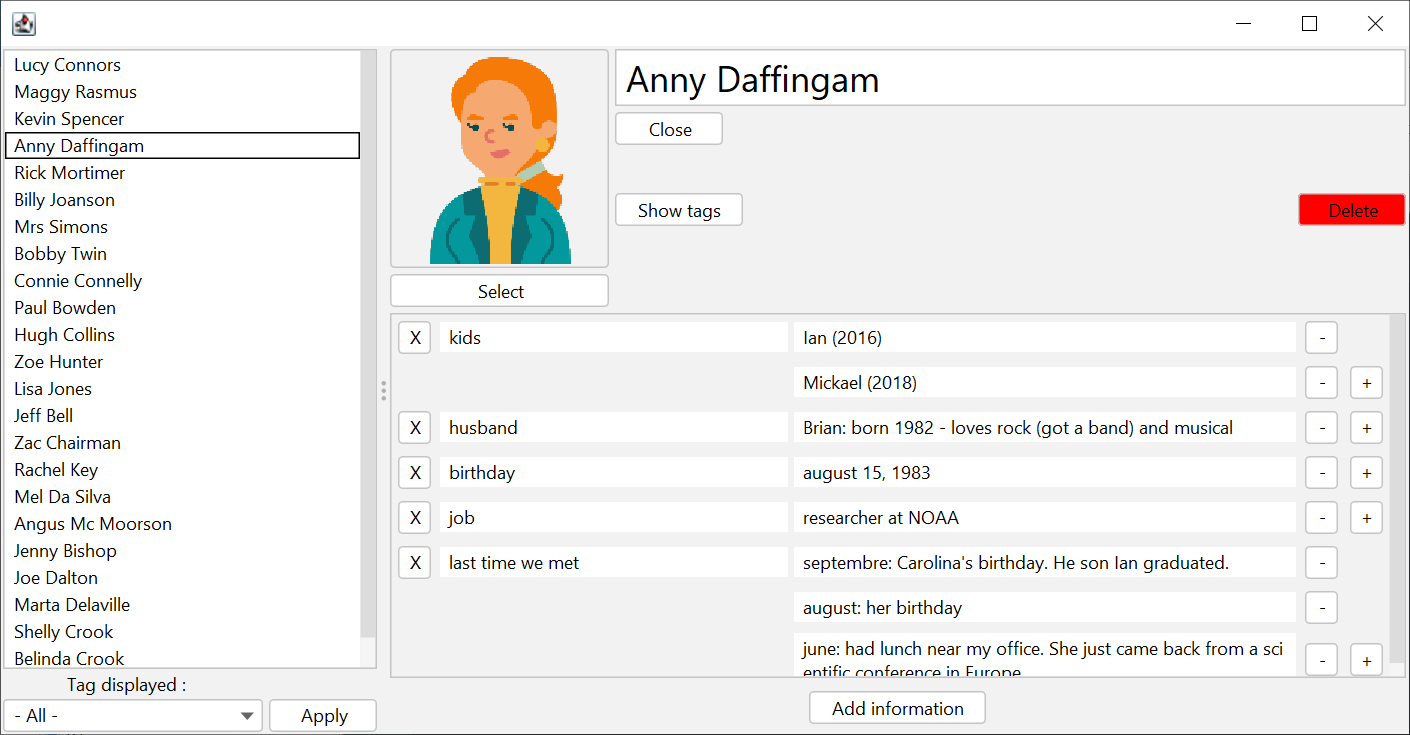 Lucy Connors
Maggy Rasmus
Kevin Spencer
Anny Daffingam
Rick Mortimer
Billy Joanson
Mrs Simons
Bobby Twin
Connie Connelly
Paul Bowden
Hugh Collins
Zoe Hunter
Lisa Jones
Jeff Bell
Zac Chairman
Rachel Key
Mel Da Silva
Angus Mc Moorson
Jenny Bishop
Joe Dalton
Marta Delaville
Shelly Crook
Belinda Crook
Tag displayed :
- All -
Apply
Anny Daffingam
Close
Show tags
Delete
Select
X kids Ian (2016) -
Mickael (2018) - +
X husband Brian: born 1982 - loves rock (got a band) and musical - +
X birthday august 15, 1983 - +
X job researcher at NOAA - +
X last time we met septembre: Carolina's birthday. He son Ian graduated. -
august: her birthday -
june: had lunch near my office. She just came back from a sci
entific conference in Europe - +
Add information